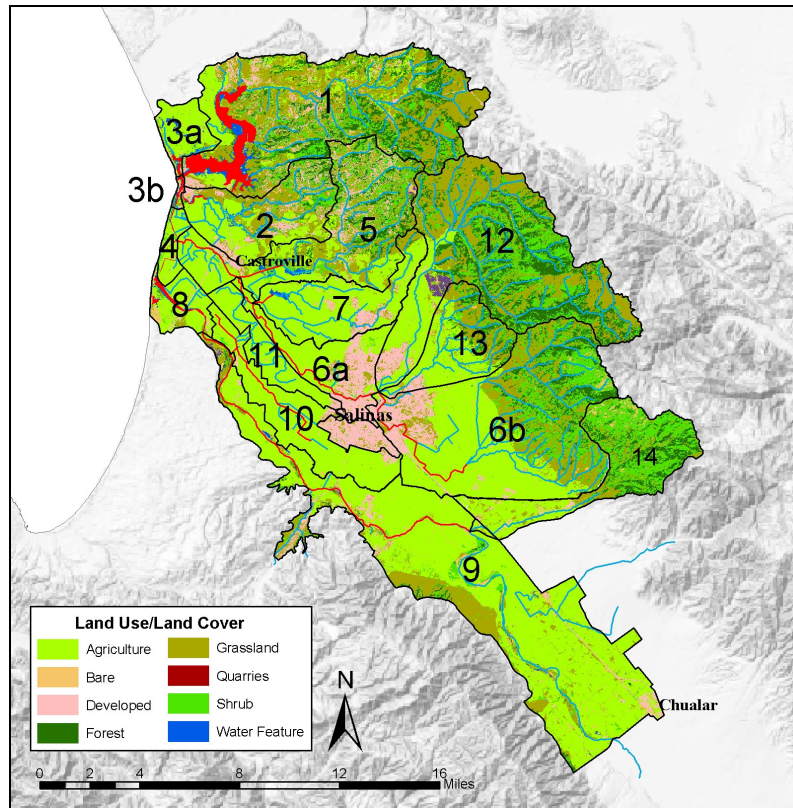 1
3a
3b
2
5
12
4
Castroville
8
7
13
11
6a
10
Salinas
6b
14
9
Chualar
Land Use/Land Cover
Agriculture
Grassland
Bare
Quarries
Developed
Shrub
Forest
Water Feature
N
0 2 4 8 12 16
Miles